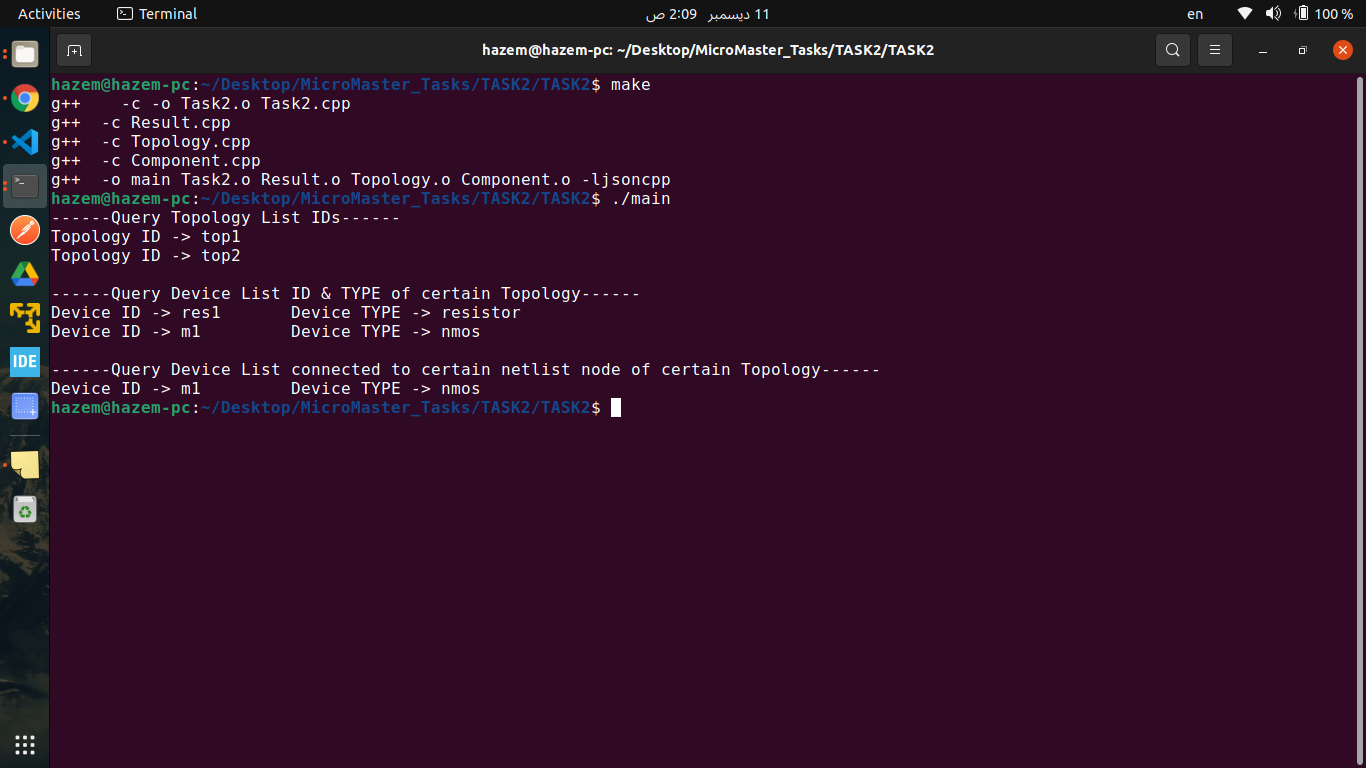 Activities Terminal 11 ديسمبر 2:09 ص en 100 %
hazem@hazem-pc: ~/Desktop/MicroMaster_Tasks/TASK2/TASK2
hazem@hazem-pc:~/Desktop/MicroMaster_Tasks/TASK2/TASK2$ make
g++    -c -o Task2.o Task2.cpp
g++  -c Result.cpp
g++  -c Topology.cpp
g++  -c Component.cpp
g++  -o main Task2.o Result.o Topology.o Component.o -ljsoncpp
hazem@hazem-pc:~/Desktop/MicroMaster_Tasks/TASK2/TASK2$ ./main
------Query Topology List IDs------
Topology ID -> top1
Topology ID -> top2
------Query Device List ID & TYPE of certain Topology------
Device ID -> res1       Device TYPE -> resistor
Device ID -> m1         Device TYPE -> nmos
------Query Device List connected to certain netlist node of certain Topology------
Device ID -> m1         Device TYPE -> nmos
hazem@hazem-pc:~/Desktop/MicroMaster_Tasks/TASK2/TASK2$
IDE